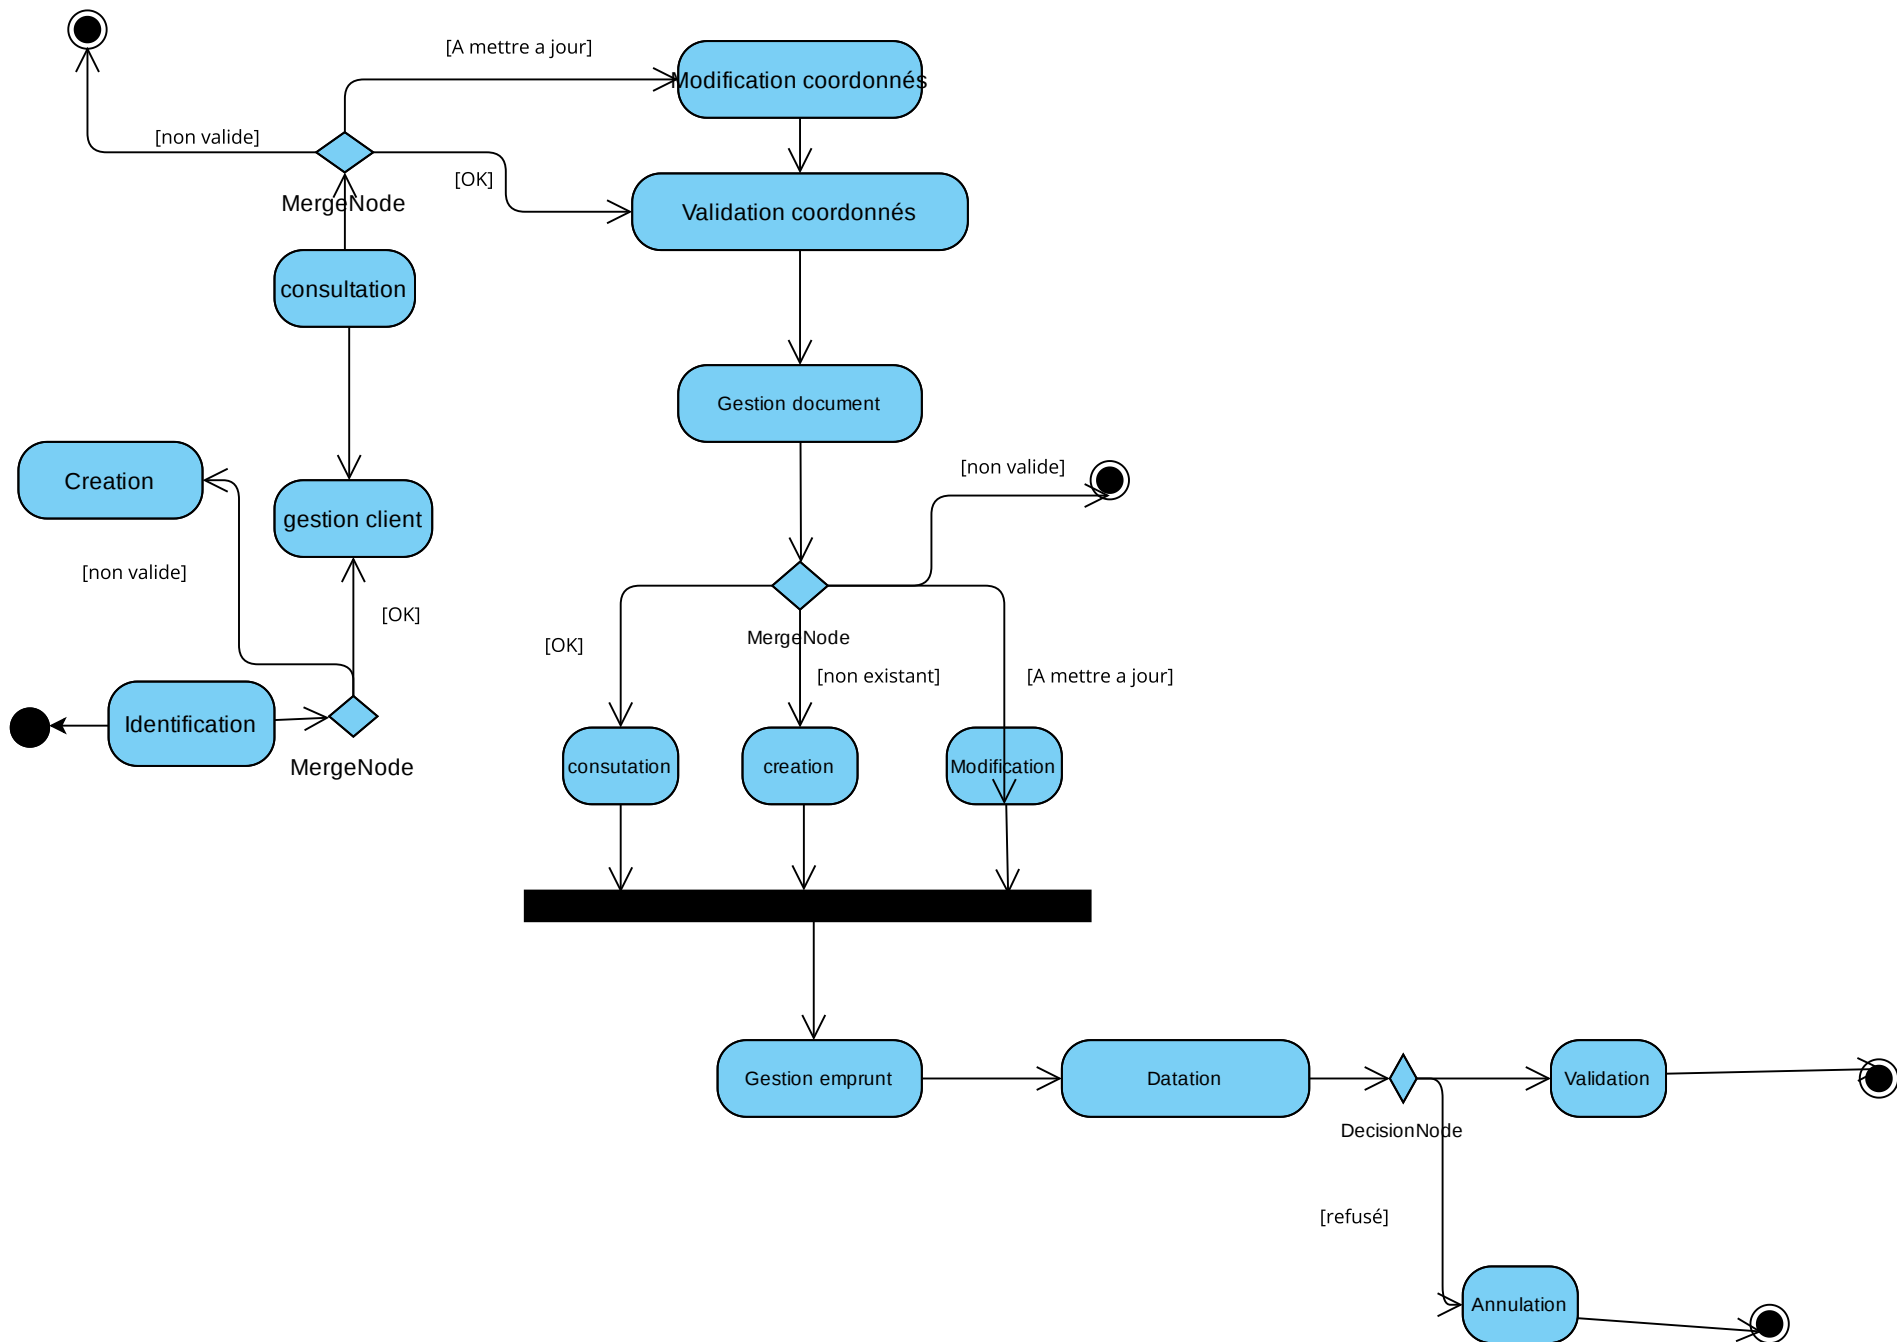 [A mettre a jour]
Modification coordonnés
[non valide]
[OK]
MergeNode
Validation coordonnés
consultation
Gestion document
[non valide]
Creation
gestion client
[non valide]
[OK]
MergeNode
[OK]
[non existant]
[A mettre a jour]
Identification
MergeNode
consutation
creation
Modification
Gestion emprunt
Datation
Validation
DecisionNode
[refusé]
Annulation